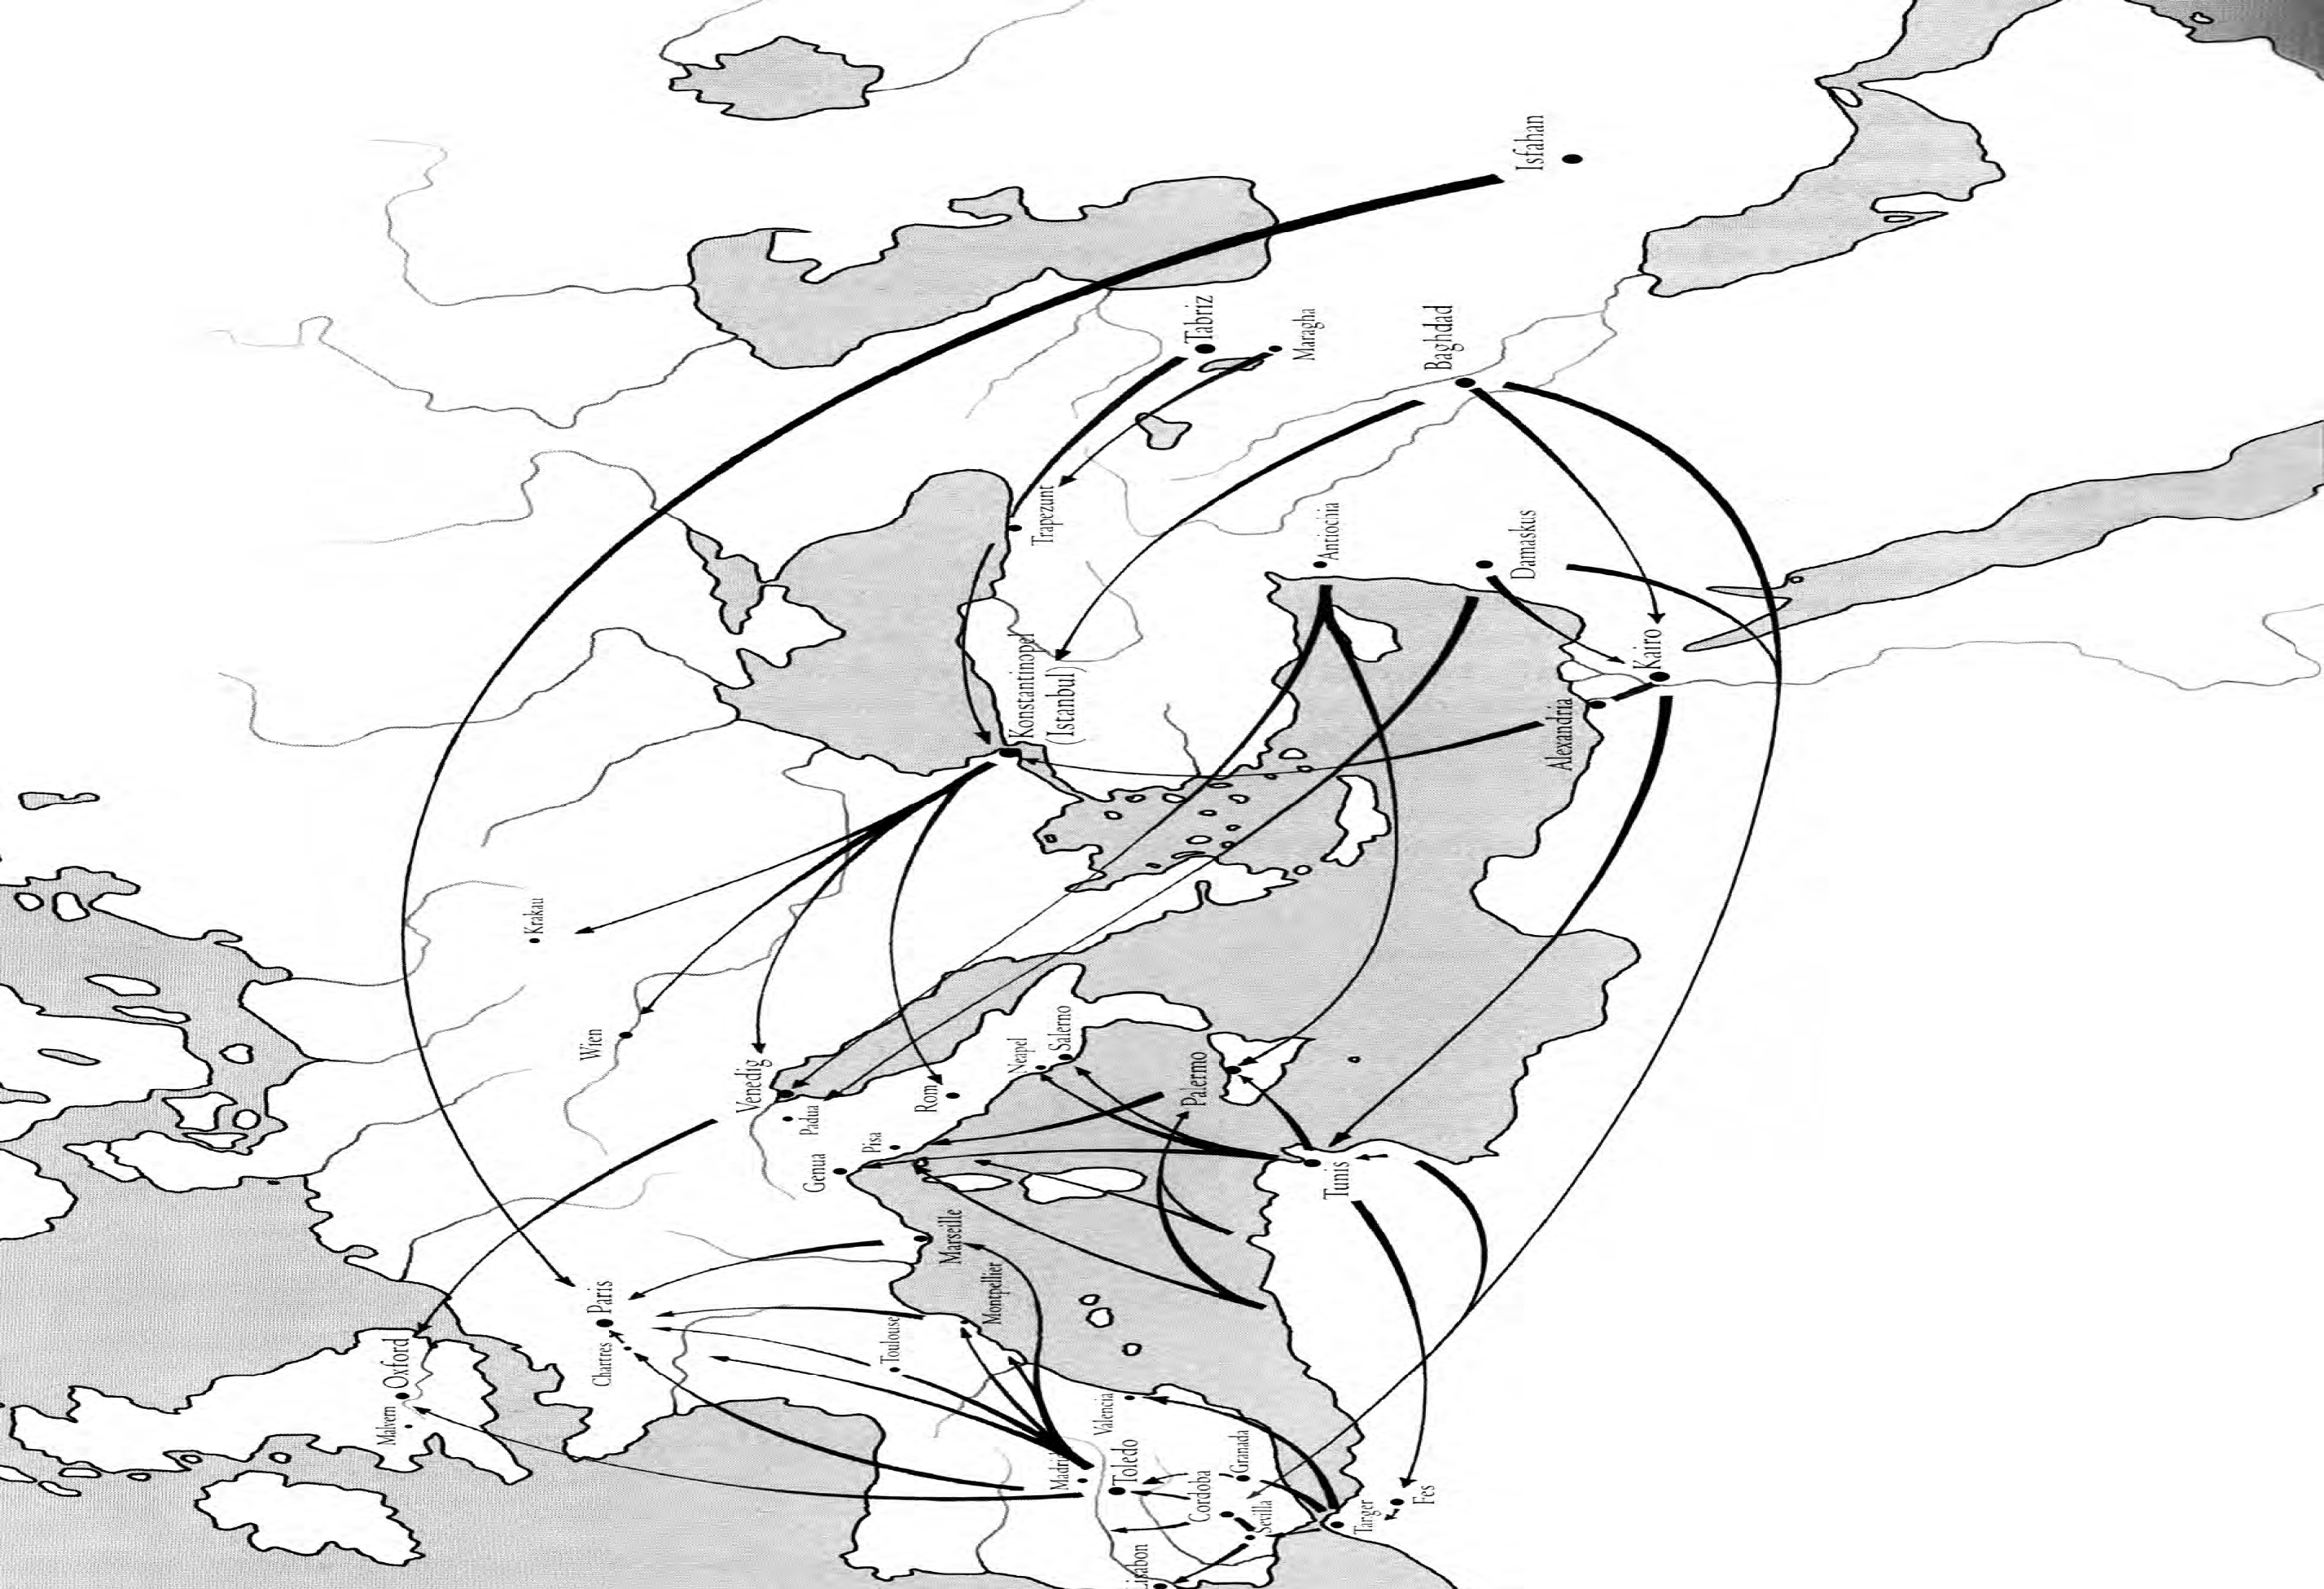 Malvern
Oxford
Krakau
Wien
Chartres
Paris
Venedig
Padua
Genua
Pisa
Toulouse
Rom
Marseille
Montpellier
Neapel
Salerno
Konstantinopel
(Istanbul)
Trapezunt
Madrid
Valencia
Toledo
Lisabon
Palermo
Cordoba
Tabriz
Granada
Sevilla
Maragha
Antiochia
Tunis
Tanger
Fes
Baghdad
Damaskus
Isfahan
Alexandria
Kairo